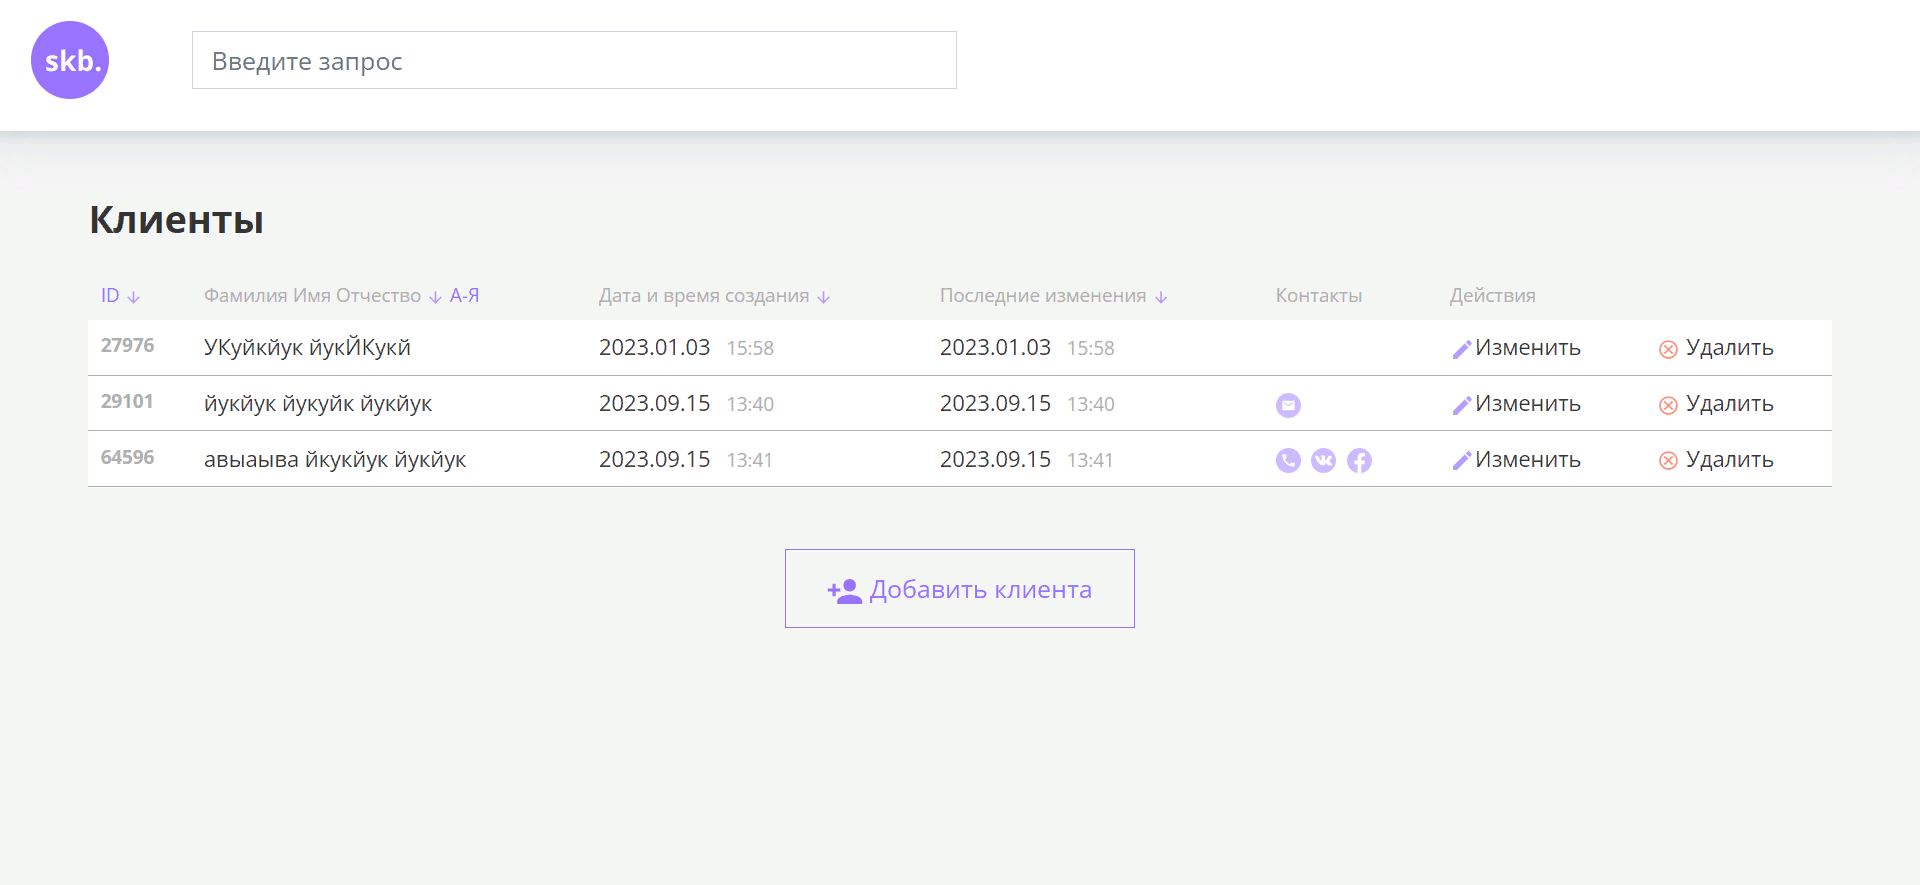 skb.
Введите запрос
Клиенты
ID Фамилия Имя Отчество А-Я Дата и время создания Последние изменения Контакты Действия
27976 УКуйкйук йукЙКукй 2023.01.03 15:58 2023.01.03 15:58 Изменить Удалить
29101 йукйук йукуйк йукйук 2023.09.15 13:40 2023.09.15 13:40 Изменить Удалить
64596 авыаыва йкукйук йукйук 2023.09.15 13:41 2023.09.15 13:41 Изменить Удалить
Добавить клиента